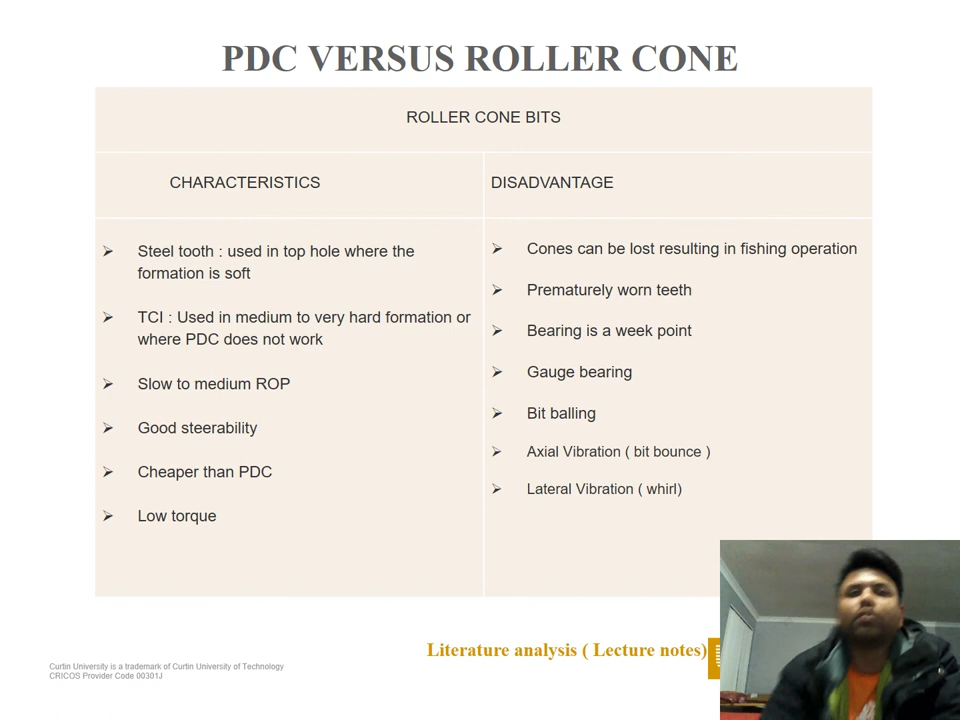 PDC VERSUS ROLLER CONE
ROLLER CONE BITS
CHARACTERISTICS
DISADVANTAGE
Steel tooth : used in top hole where the
formation is soft
TCI : Used in medium to very hard formation or
where PDC does not work
Slow to medium ROP
Good steerability
Cheaper than PDC
Low torque
Cones can be lost resulting in fishing operation
Prematurely worn teeth
Bearing is a week point
Gauge bearing
Bit balling
Axial Vibration ( bit bounce )
Lateral Vibration ( whirl)
Literature analysis ( Lecture notes)
Curtin University is a trademark of Curtin University of Technology
CRICOS Provider Code 00301J